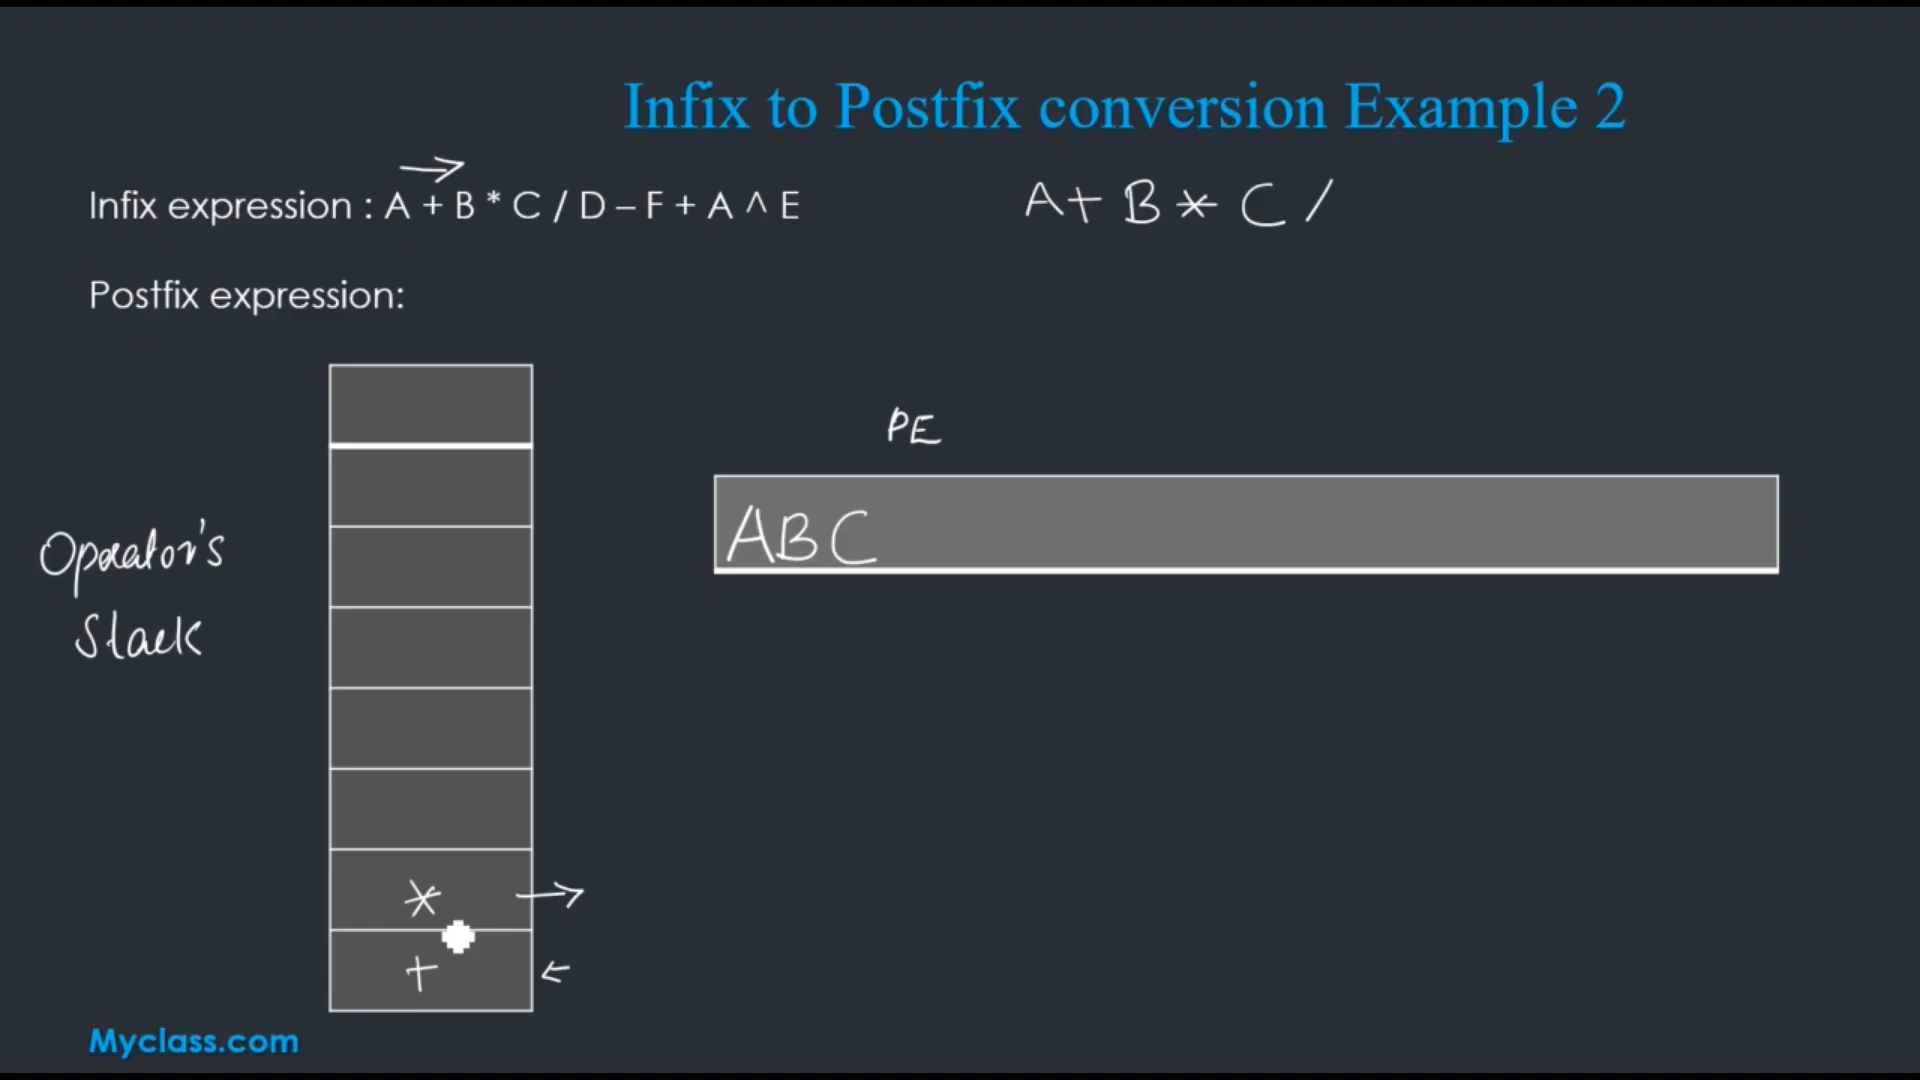 Infix to Postfix conversion Example 2
Infix expression : A + B * C / D – F + A ^ E
A + B * C /
Postfix expression:
PE
ABC
Operator's
Stack
*
+
Myclass.com